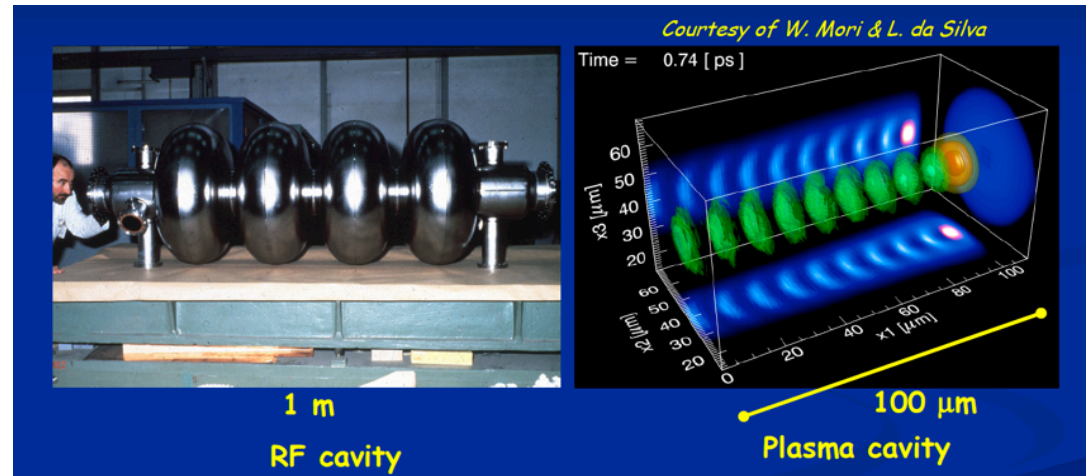 Courtesy of W. Mori & L. da Silva
Time = 0.74 [ ps ]
60
50
40
30
20
x3 [μm]
60
50
40
30
20
x2[μm]
0
20
40
60
80
100
x1 [μm]
1 m
100 μm
RF cavity
Plasma cavity